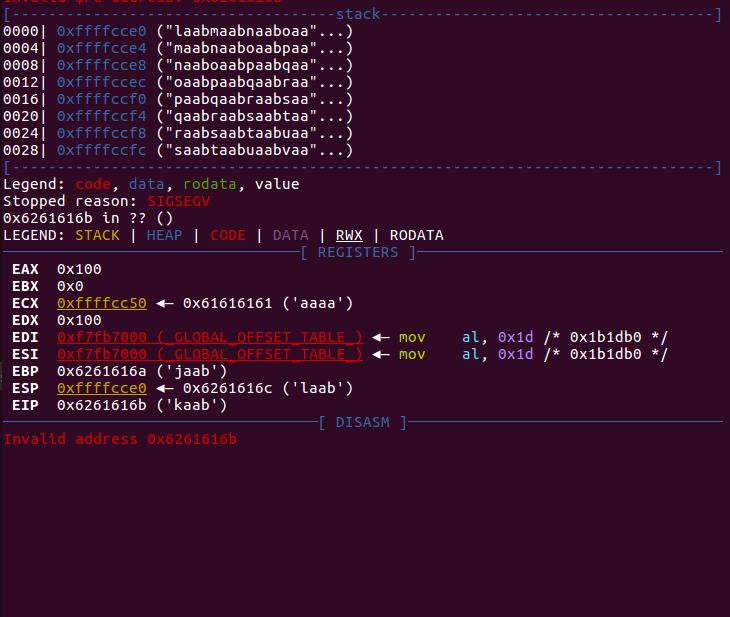 Invalid $PC address: 0x6261616b
[------------------------------------stack-------------------------------------]
0000| 0xffffcce0 ("laabmaabnaaboaa"...)
0004| 0xffffcce4 ("maabnaaboaabpaa"...)
0008| 0xffffcce8 ("naaboaabpaabqaa"...)
0012| 0xffffccec ("oaabpaabqaabraa"...)
0016| 0xffffccf0 ("paabqaabraabsaa"...)
0020| 0xffffccf4 ("qaabraabsaabtaa"...)
0024| 0xffffccf8 ("raabsaabtaabuaa"...)
0028| 0xffffccfc ("saabtaabuaabvaa"...)
[------------------------------------------------------------------------------]
Legend: code, data, rodata, value
Stopped reason: SIGSEGV
0x6261616b in ?? ()
LEGEND: STACK | HEAP | CODE | DATA | RWX | RODATA
[ REGISTERS ]
EAX  0x100
EBX  0x0
ECX  0xffffcc50 ◂— 0x61616161 ('aaaa')
EDX  0x100
EDI  0xf7fb7000 (_GLOBAL_OFFSET_TABLE_) ◂— mov    al, 0x1d /* 0x1b1db0 */
ESI  0xf7fb7000 (_GLOBAL_OFFSET_TABLE_) ◂— mov    al, 0x1d /* 0x1b1db0 */
EBP  0x6261616a ('jaab')
ESP  0xffffcce0 ◂— 0x6261616c ('laab')
EIP  0x6261616b ('kaab')
[ DISASM ]
Invalid address 0x6261616b